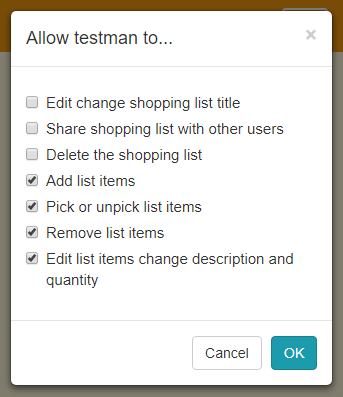 Allow testman to...
×
Edit change shopping list title
Share shopping list with other users
Delete the shopping list
Add list items
Pick or unpick list items
Remove list items
Edit list items change description and
quantity
Cancel
OK